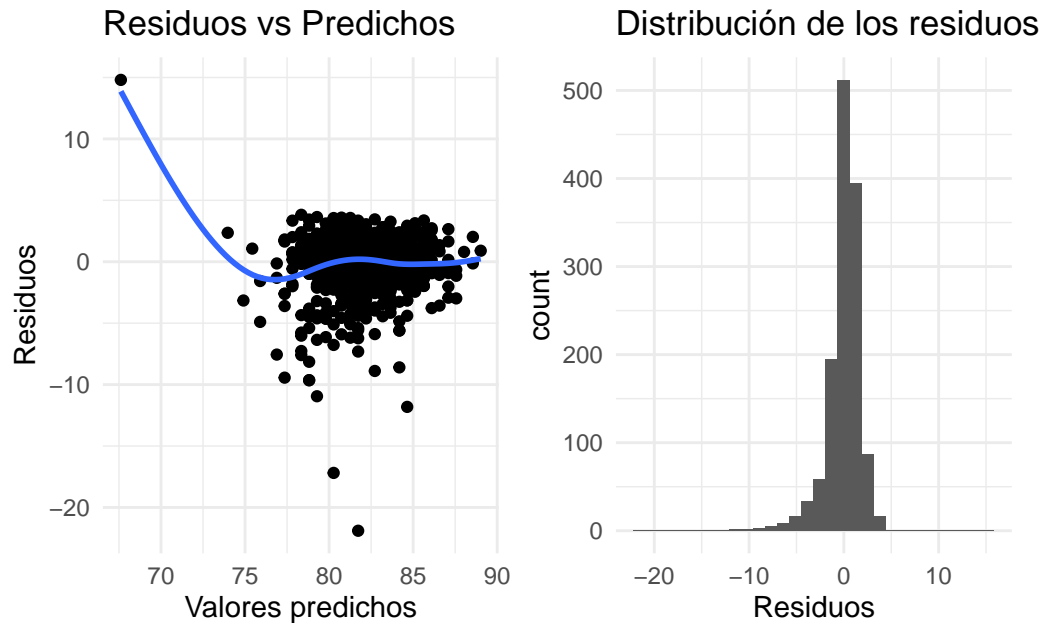 Residuos vs Predichos
10
0
−10
−20
Residuos
70 75 80 85 90
Valores predichos
Distribución de los residuos
500
400
300
200
100
0
count
−20 −10 0 10
Residuos